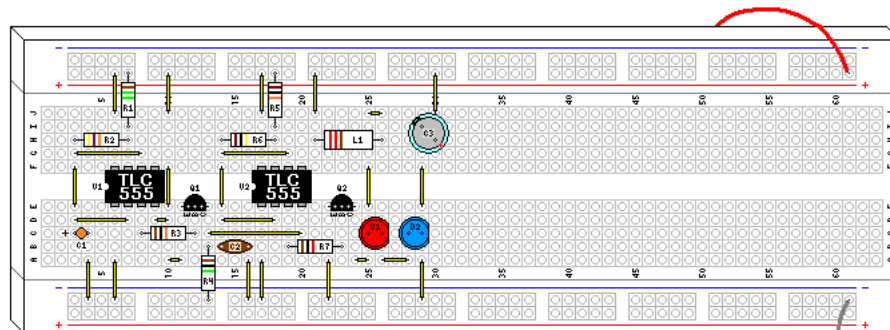 - -
+ +
5 10 15 20 25 30 35 40 45 50 55 60
J J
I I
H H
G G
F F
R1 R5
R2 R6 L1 C3
U1 TLC 555 Q1 U2 TLC 555 Q2
EBC EBC
E E
D D
C C
B B
A A
+ C1 R3 C2 R7 D1 D2
R4
5 10 15 20 25 30 35 40 45 50 55 60
- -
+ +